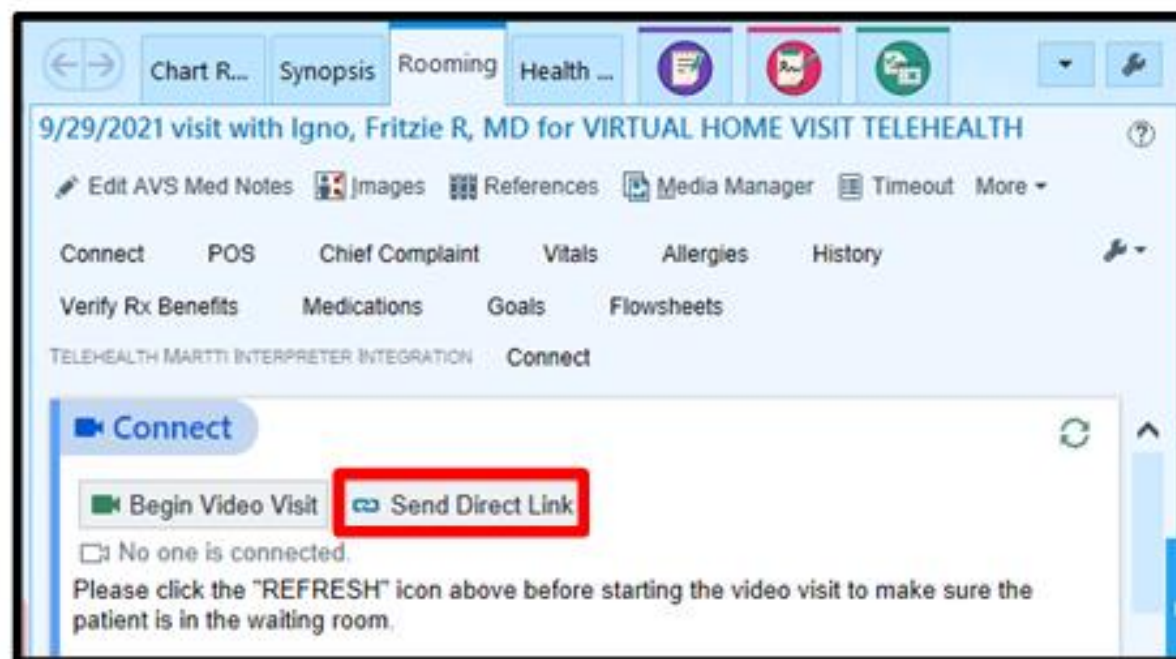 Chart R... Synopsis Rooming Health ...
9/29/2021 visit with Igno, Fritzie R, MD for VIRTUAL HOME VISIT TELEHEALTH
Edit AVS Med Notes Images References Media Manager Timeout More
Connect POS Chief Complaint Vitals Allergies History
Verify Rx Benefits Medications Goals Flowsheets
TELEHEALTH MARTTI INTERPRETER INTEGRATION Connect
Connect
Begin Video Visit Send Direct Link
No one is connected.
Please click the "REFRESH" icon above before starting the video visit to make sure the
patient is in the waiting room.